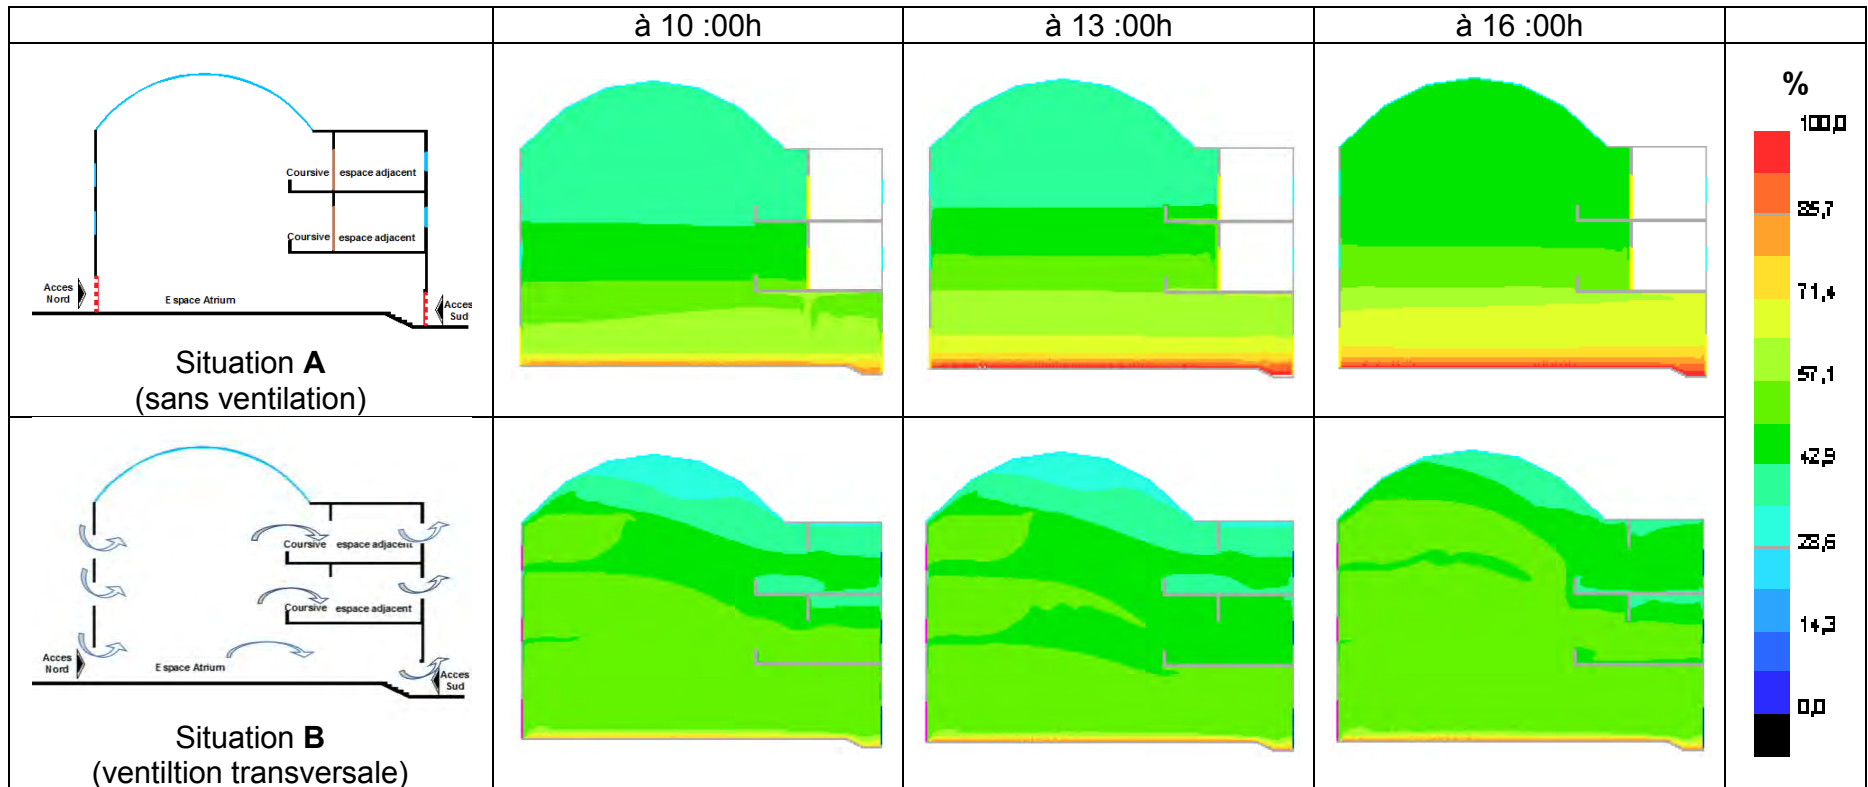 à 10 :00h
à 13 :00h
à 16 :00h
Coursive espace adjacent
Coursive espace adjacent
Acces
Nord
Espace Atrium
Acces
Sud
Situation A
(sans ventilation)
%
100,0
85,7
71,4
57,1
42,9
28,6
14,3
0,0
Coursive espace adjacent
Coursive espace adjacent
Acces
Nord
Espace Atrium
Acces
Sud
Situation B
(ventiltion transversale)